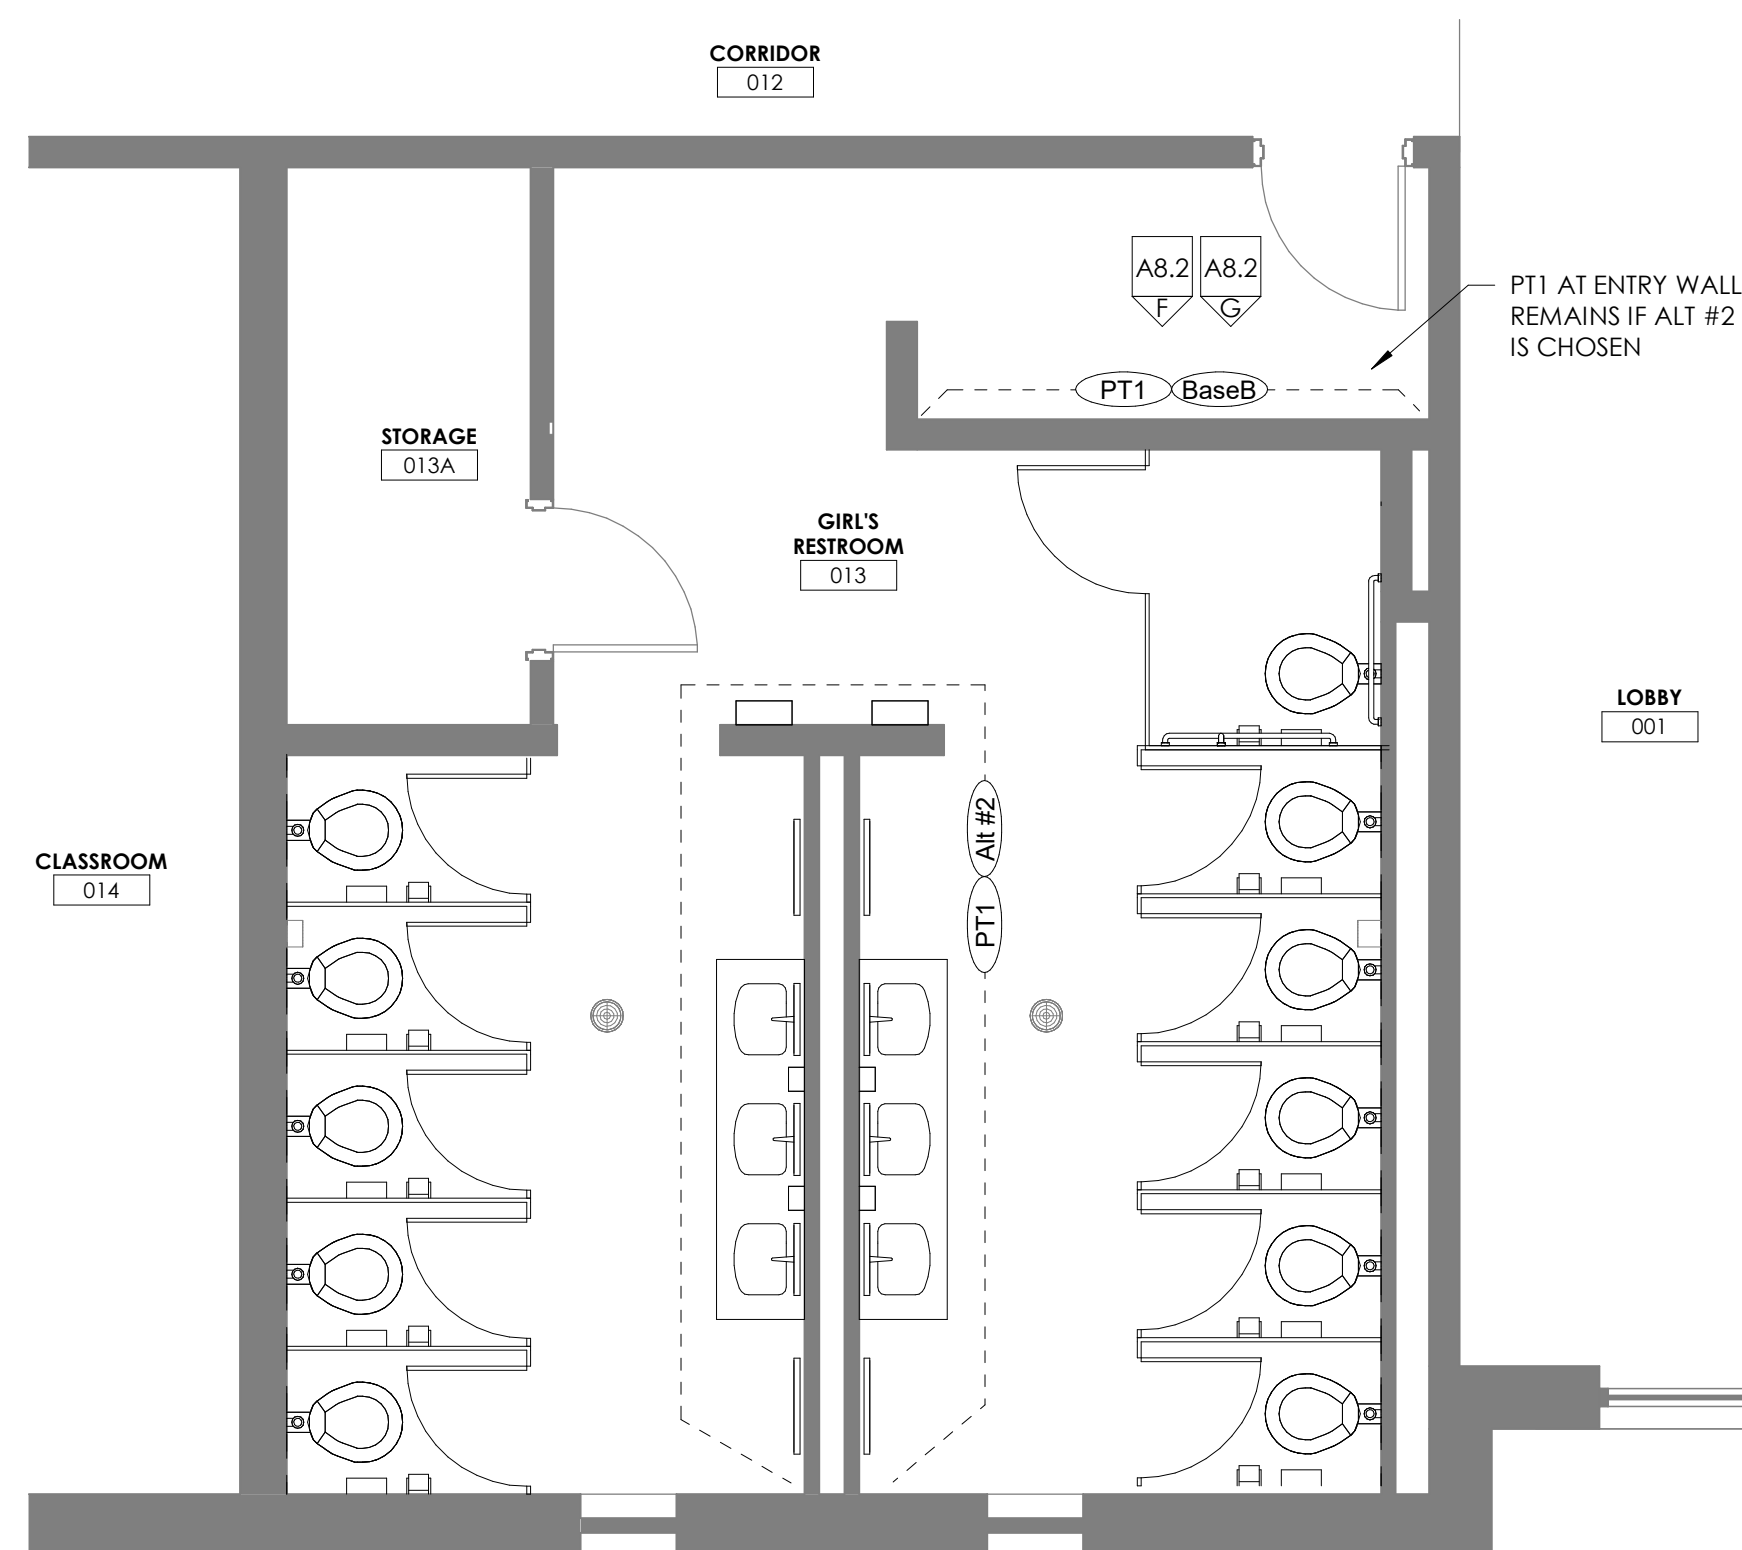 CORRIDOR
012
A8.2 A8.2
F G
PT1 AT ENTRY WALL
REMAINS IF ALT #2
IS CHOSEN
PT1 BaseB
STORAGE
013A
GIRL'S
RESTROOM
013
LOBBY
001
Alt #2
PT1
CLASSROOM
014